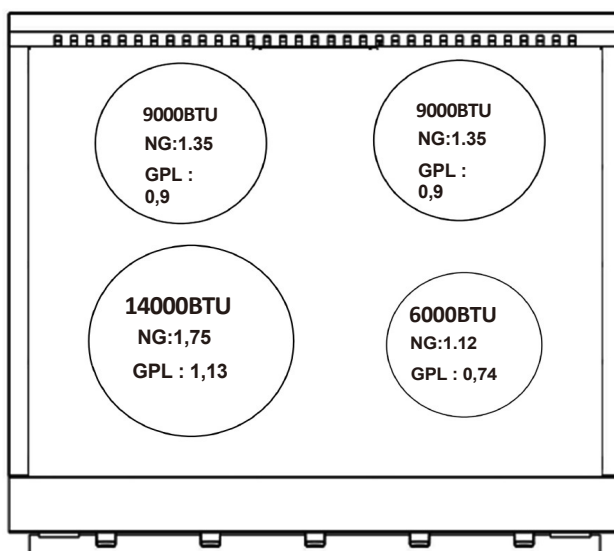 9000BTU
NG:1.35
GPL :
0,9
9000BTU
NG:1.35
GPL :
0,9
14000BTU
NG:1,75
GPL : 1,13
6000BTU
NG:1.12
GPL : 0,74